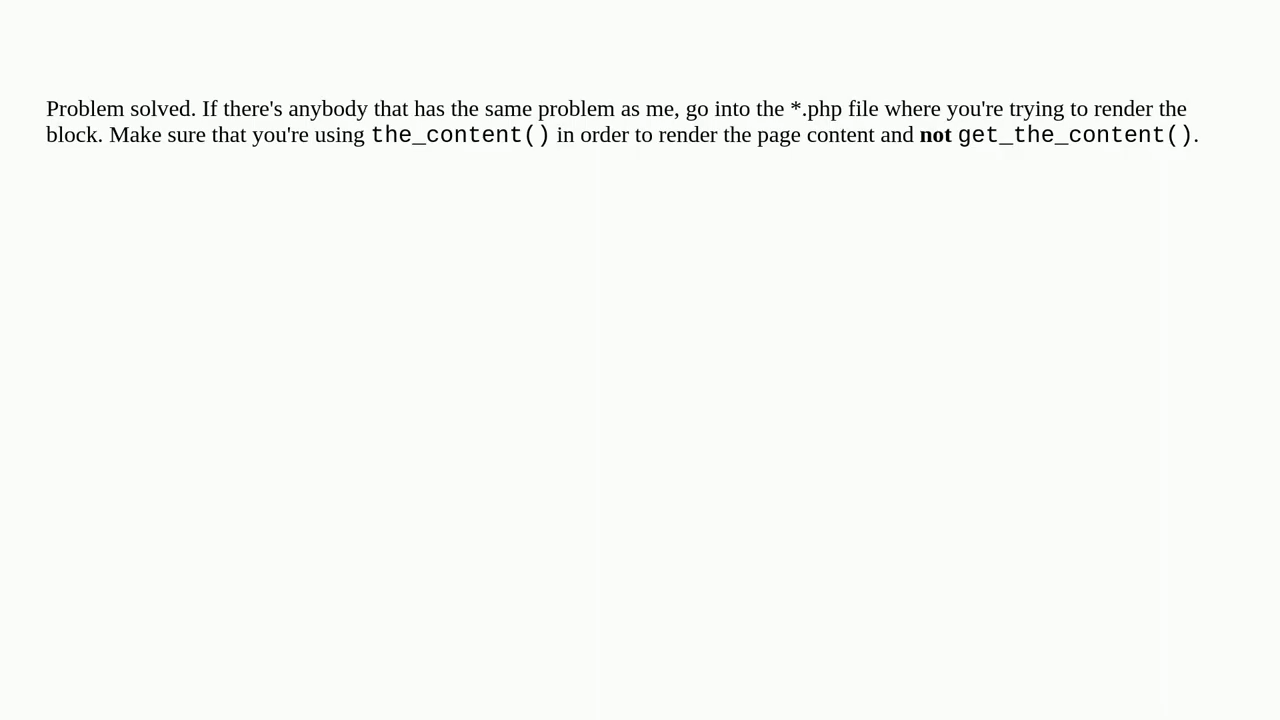 Problem solved. If there's anybody that has the same problem as me, go into the *.php file where you're trying to render the
block. Make sure that you're using the_content() in order to render the page content and not get_the_content().